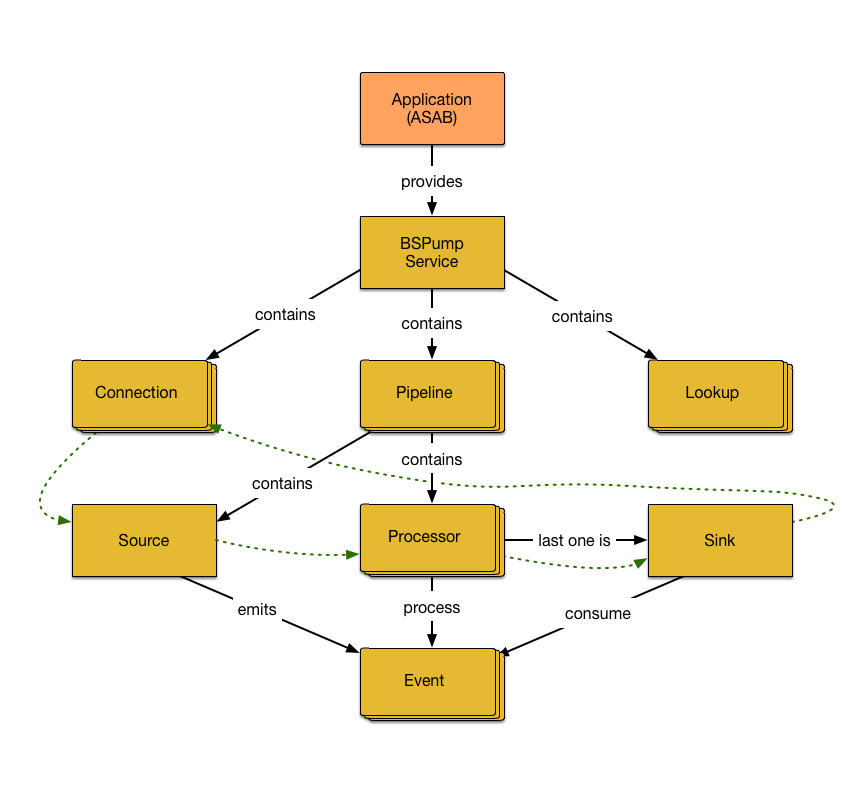 Application
(ASAB)
provides
BSPump
Service
contains
contains
contains
Connection
Pipeline
Lookup
contains
contains
Source
Processor
last one is
Sink
emits
process
consume
Event